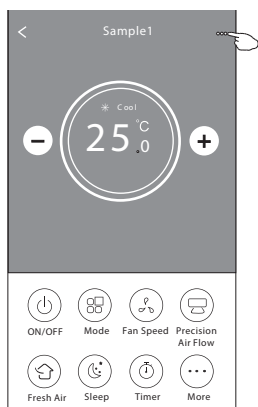 Sample1
Cool
25.0°C
ON/OFF Mode Fan Speed Precision Air Flow
Fresh Air Sleep Timer More